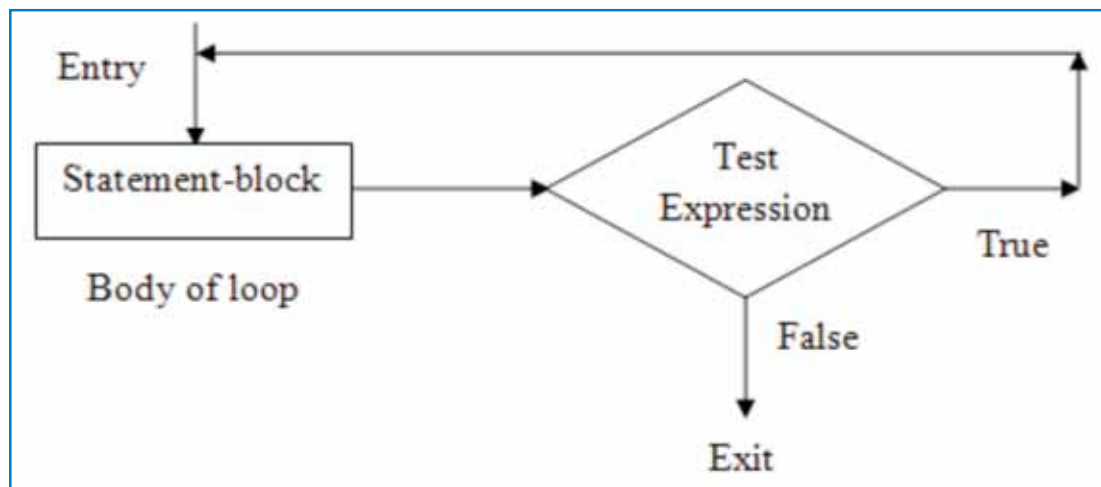 Entry
Statement-block
Body of loop
Test
Expression
True
False
Exit